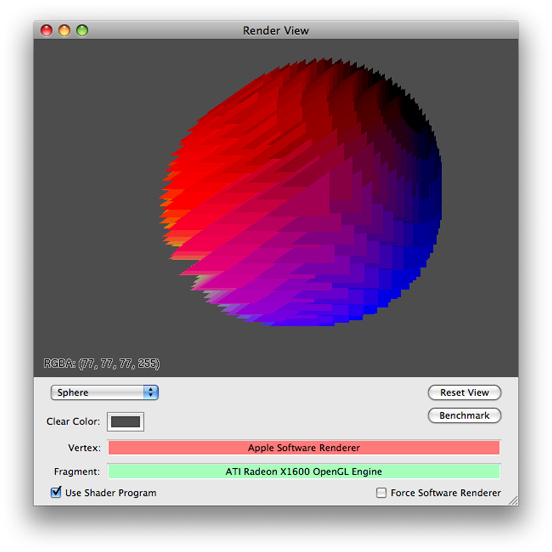 Render View
RGBA: (77, 77, 77, 255)
Sphere
Reset View
Clear Color:
Benchmark
Vertex: Apple Software Renderer
Fragment: ATI Radeon X1600 OpenGL Engine
Use Shader Program
Force Software Renderer